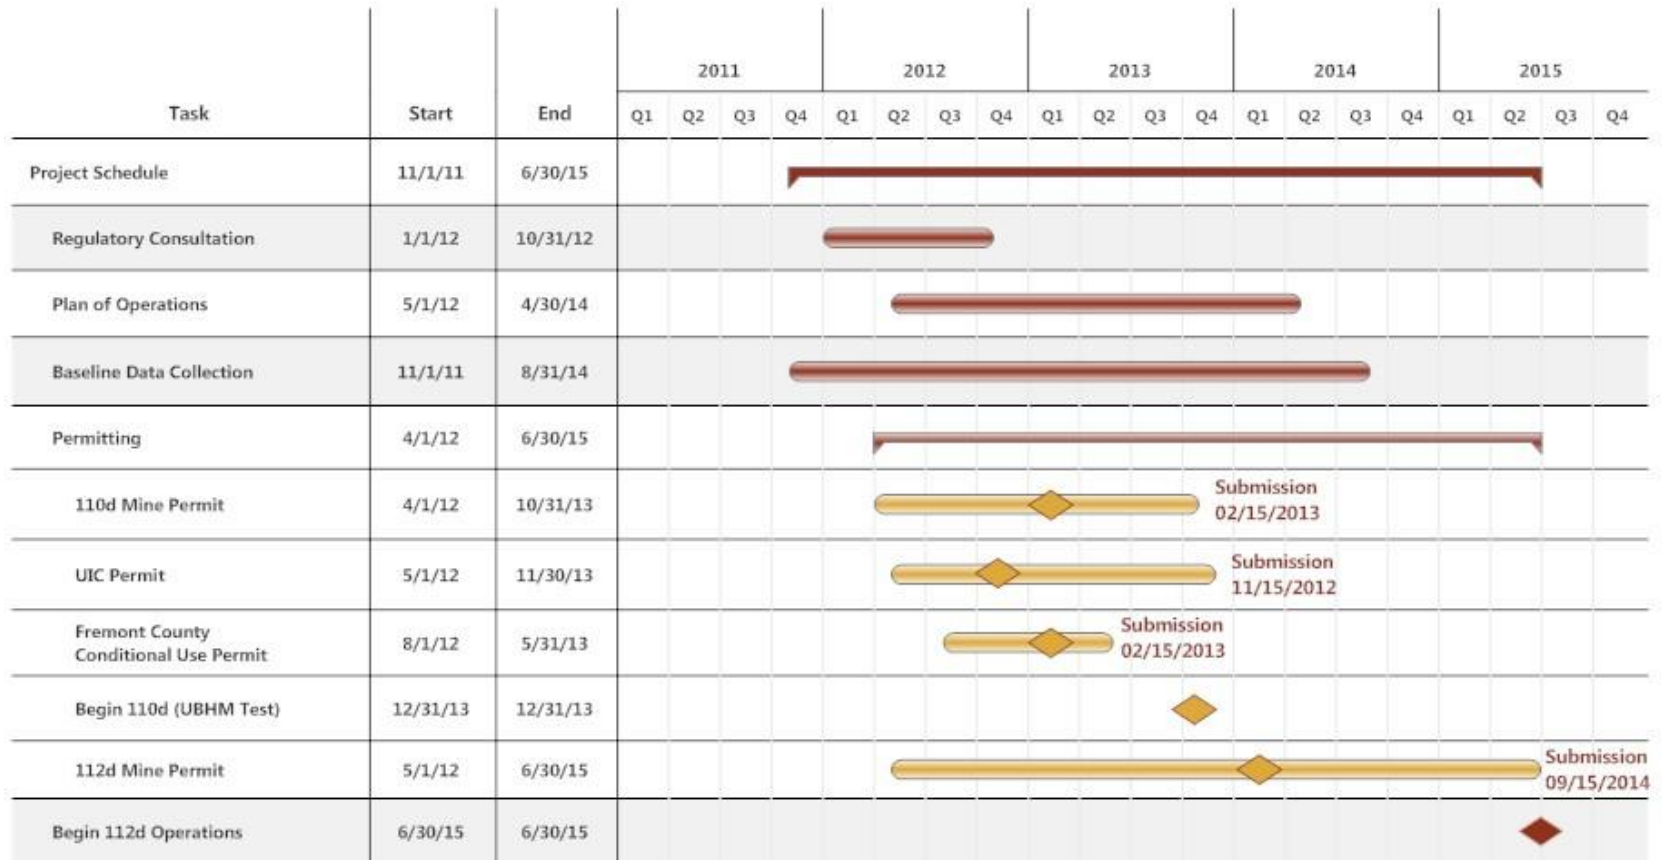 2011 2012 2013 2014 2015
Task Start End Q1 Q2 Q3 Q4 Q1 Q2 Q3 Q4 Q1 Q2 Q3 Q4 Q1 Q2 Q3 Q4 Q1 Q2 Q3 Q4
Project Schedule 11/1/11 6/30/15
Regulatory Consultation 1/1/12 10/31/12
Plan of Operations 5/1/12 4/30/14
Baseline Data Collection 11/1/11 8/31/14
Permitting 4/1/12 6/30/15
110d Mine Permit 4/1/12 10/31/13
Submission
02/15/2013
UIC Permit 5/1/12 11/30/13
Submission
11/15/2012
Fremont County
Conditional Use Permit
8/1/12 5/31/13
Submission
02/15/2013
Begin 110d (UBHM Test) 12/31/13 12/31/13
112d Mine Permit 5/1/12 6/30/15
Submission
09/15/2014
Begin 112d Operations 6/30/15 6/30/15